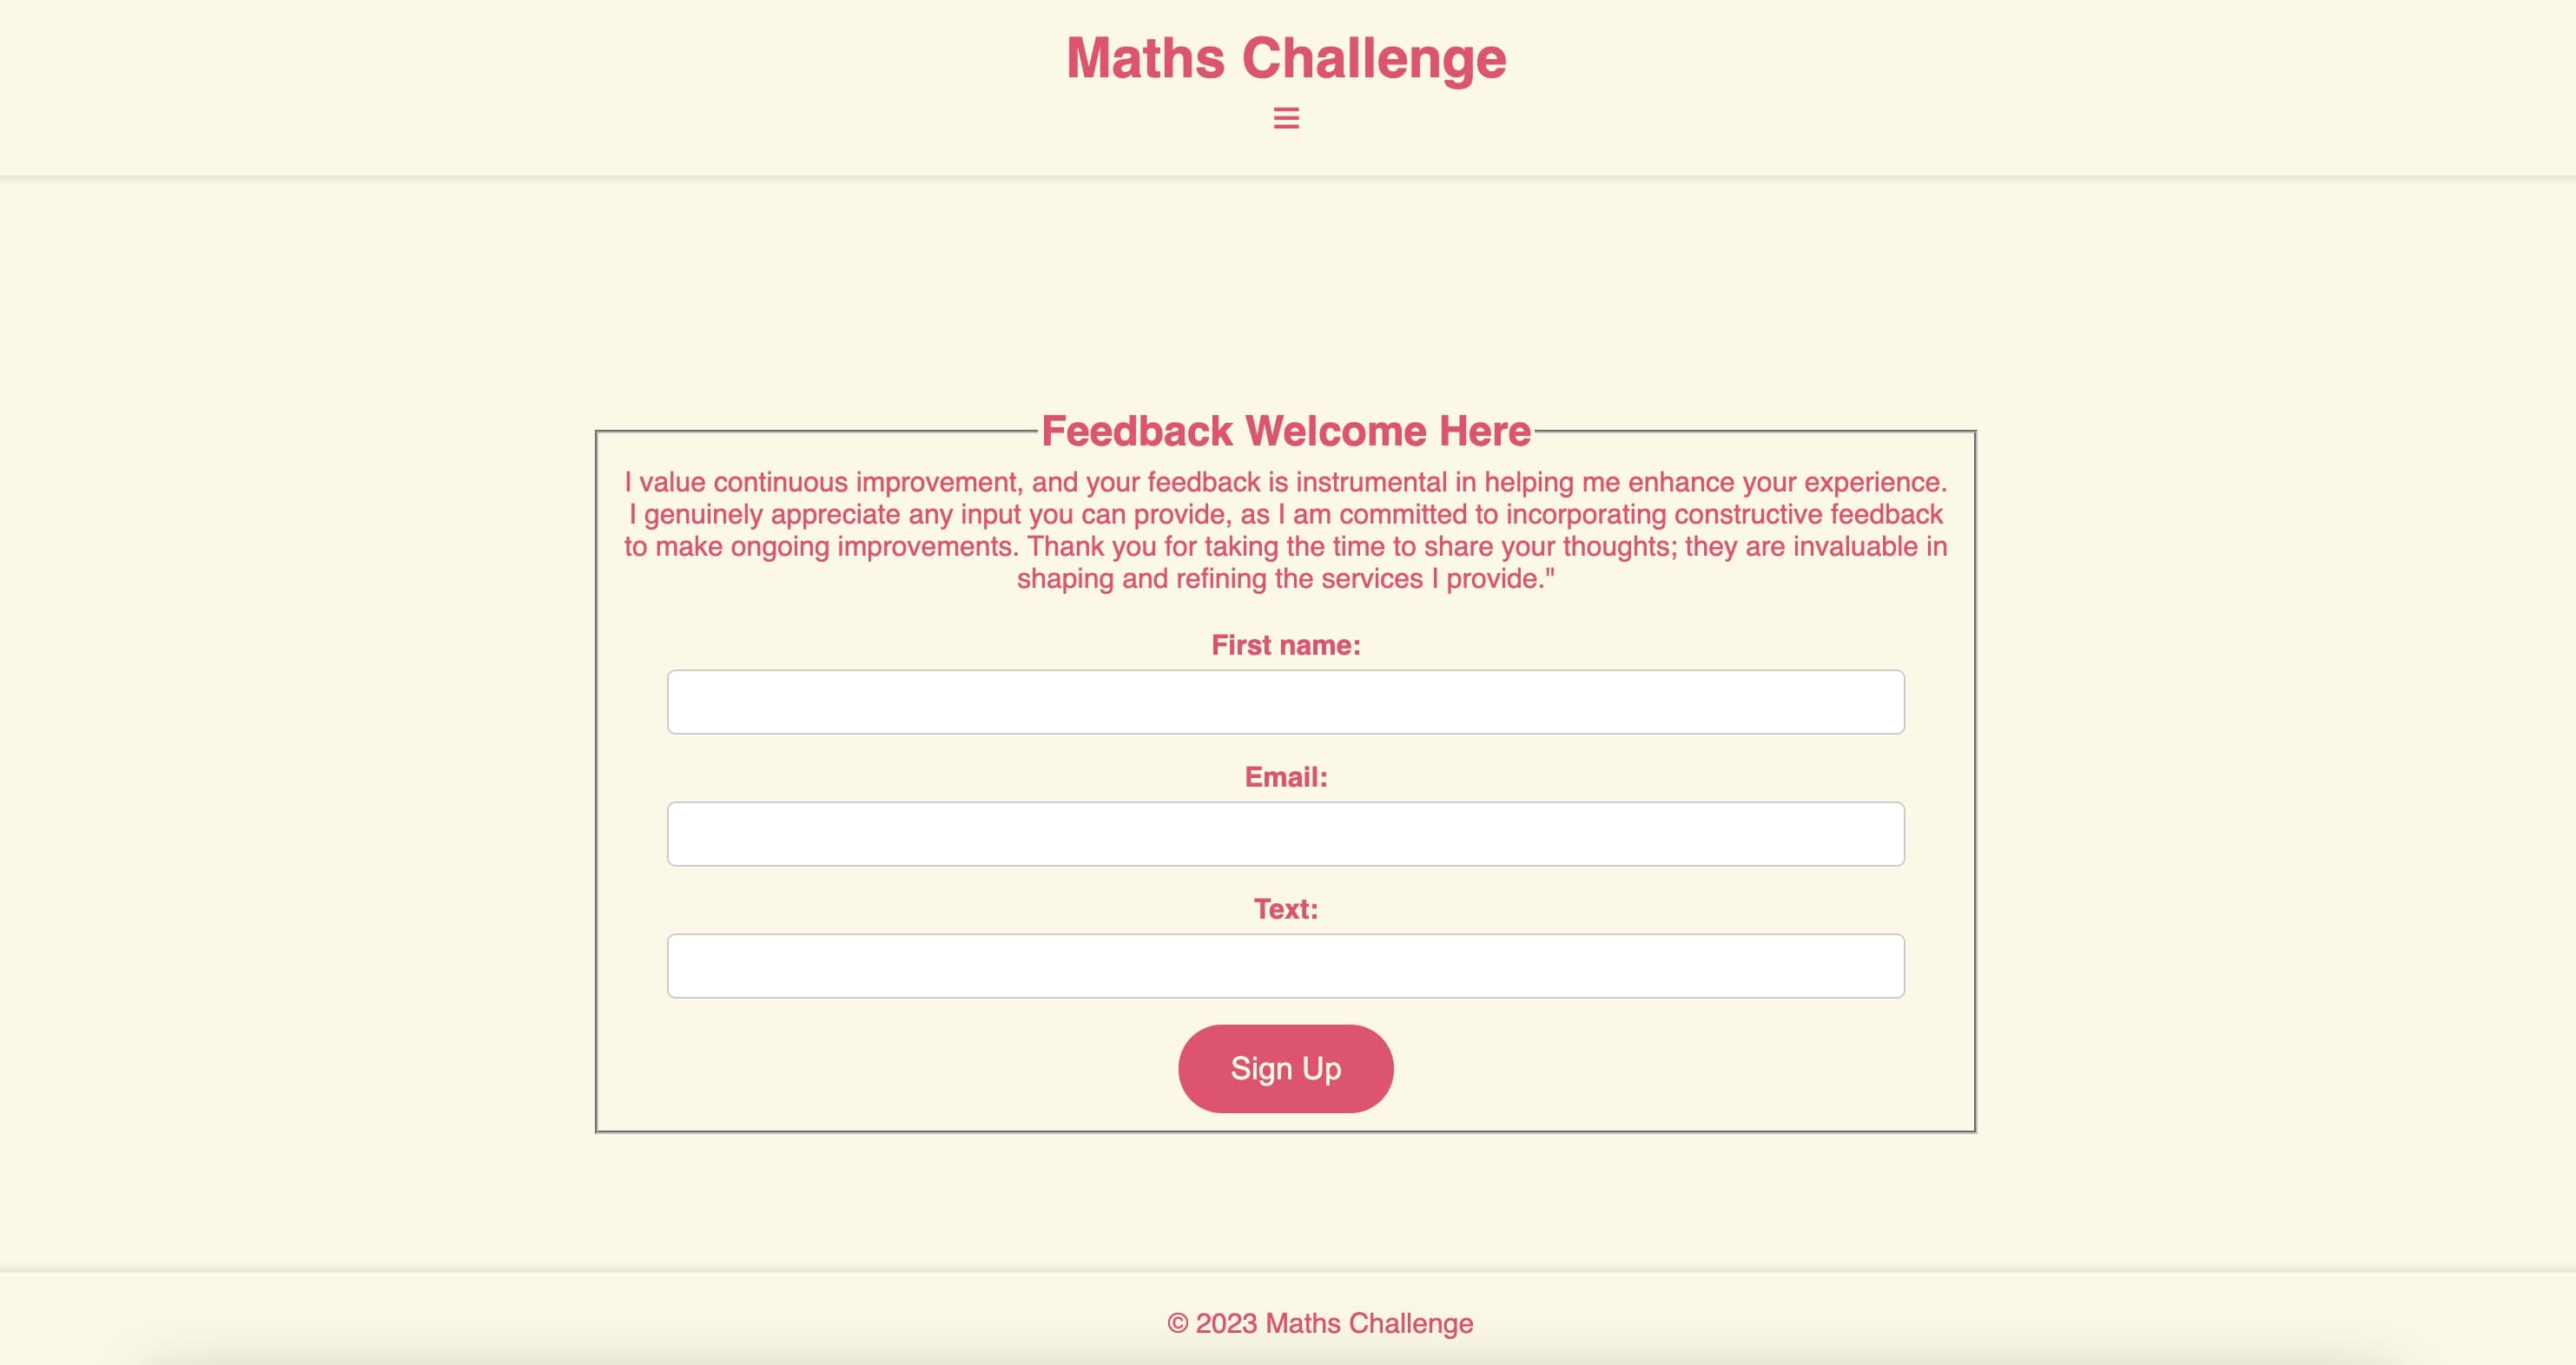 Maths Challenge
Feedback Welcome Here
I value continuous improvement, and your feedback is instrumental in helping me enhance your experience.
I genuinely appreciate any input you can provide, as I am committed to incorporating constructive feedback
to make ongoing improvements. Thank you for taking the time to share your thoughts; they are invaluable in
shaping and refining the services I provide."
First name:
Email:
Text:
Sign Up
© 2023 Maths Challenge